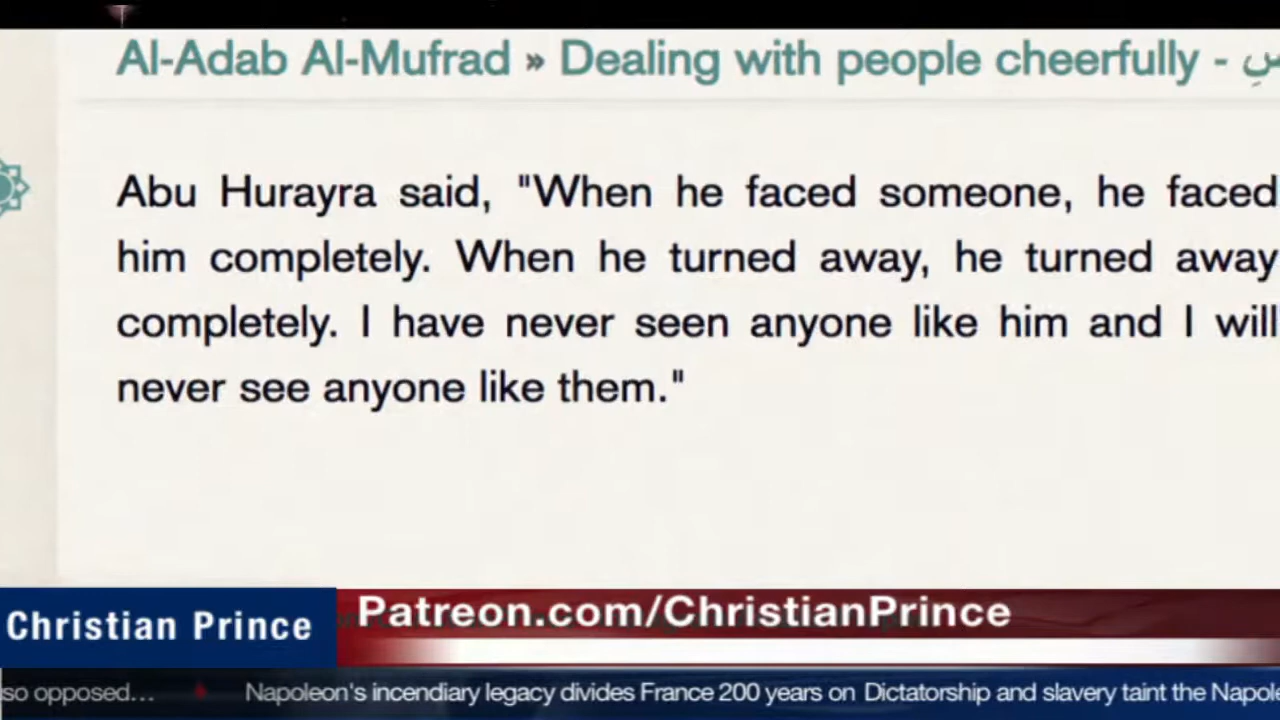 Al-Adab Al-Mufrad » Dealing with people cheerfully -
Abu Hurayra said, "When he faced someone, he faced
him completely. When he turned away, he turned away
completely. I have never seen anyone like him and I will
never see anyone like them."
Christian Prince
Patreon.com/ChristianPrince
so opposed... Napoleon's incendiary legacy divides France 200 years on Dictatorship and slavery taint the